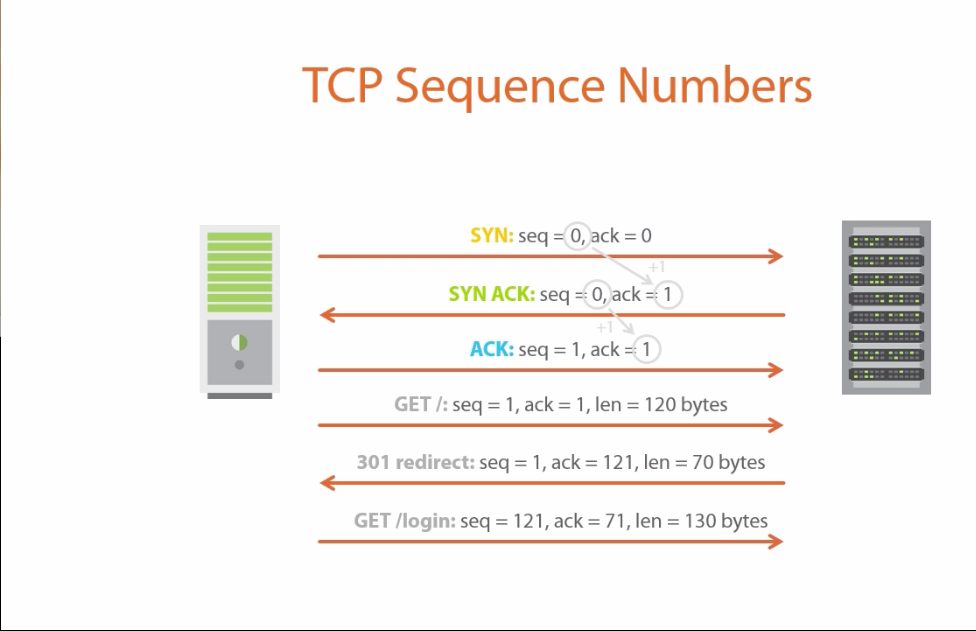 TCP Sequence Numbers
SYN: seq = 0, ack = 0
+1
SYN ACK: seq = 0, ack = 1
+1
ACK: seq = 1, ack = 1
GET /: seq = 1, ack = 1, len = 120 bytes
301 redirect: seq = 1, ack = 121, len = 70 bytes
GET /login: seq = 121, ack = 71, len = 130 bytes